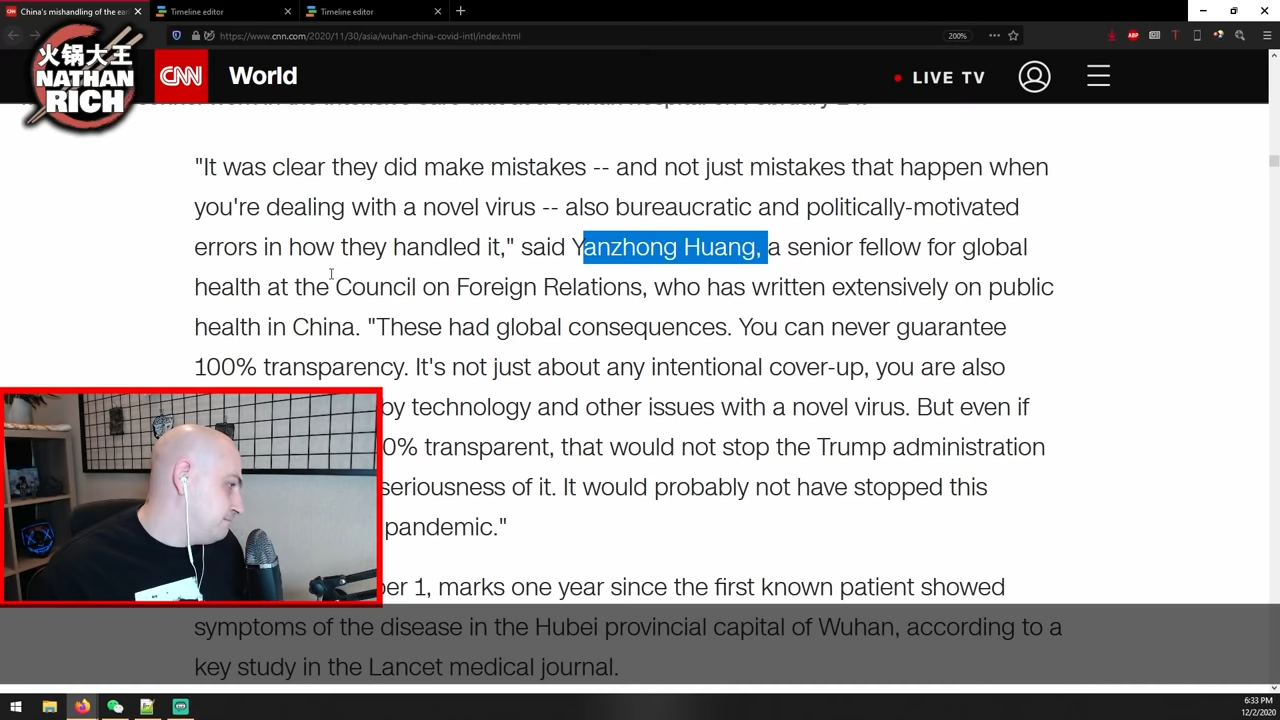 China's mishandling of the ear
Timeline editor
Timeline editor
https://www.cnn.com/2020/11/30/asia/wuhan-china-covid-intl/index.html
200%
火锅大王
NATHAN
RICH
CNN
World
LIVE TV
"It was clear they did make mistakes -- and not just mistakes that happen when
you're dealing with a novel virus -- also bureaucratic and politically-motivated
errors in how they handled it," said Yanzhong Huang, a senior fellow for global
health at the Council on Foreign Relations, who has written extensively on public
health in China. "These had global consequences. You can never guarantee
100% transparency. It's not just about any intentional cover-up, you are also
by technology and other issues with a novel virus. But even if
0% transparent, that would not stop the Trump administration
seriousness of it. It would probably not have stopped this
pandemic."
ber 1, marks one year since the first known patient showed
symptoms of the disease in the Hubei provincial capital of Wuhan, according to a
key study in the Lancet medical journal.
6:33 PM
12/2/2020